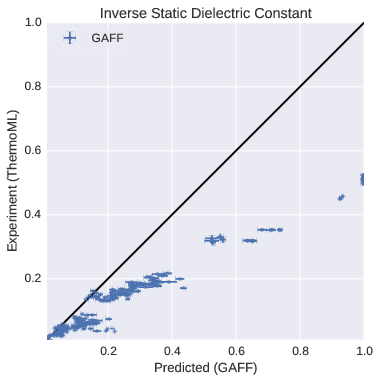 Inverse Static Dielectric Constant
GAFF
Experiment (ThermoML)
1.0
0.8
0.6
0.4
0.2
0.2 0.4 0.6 0.8 1.0
Predicted (GAFF)